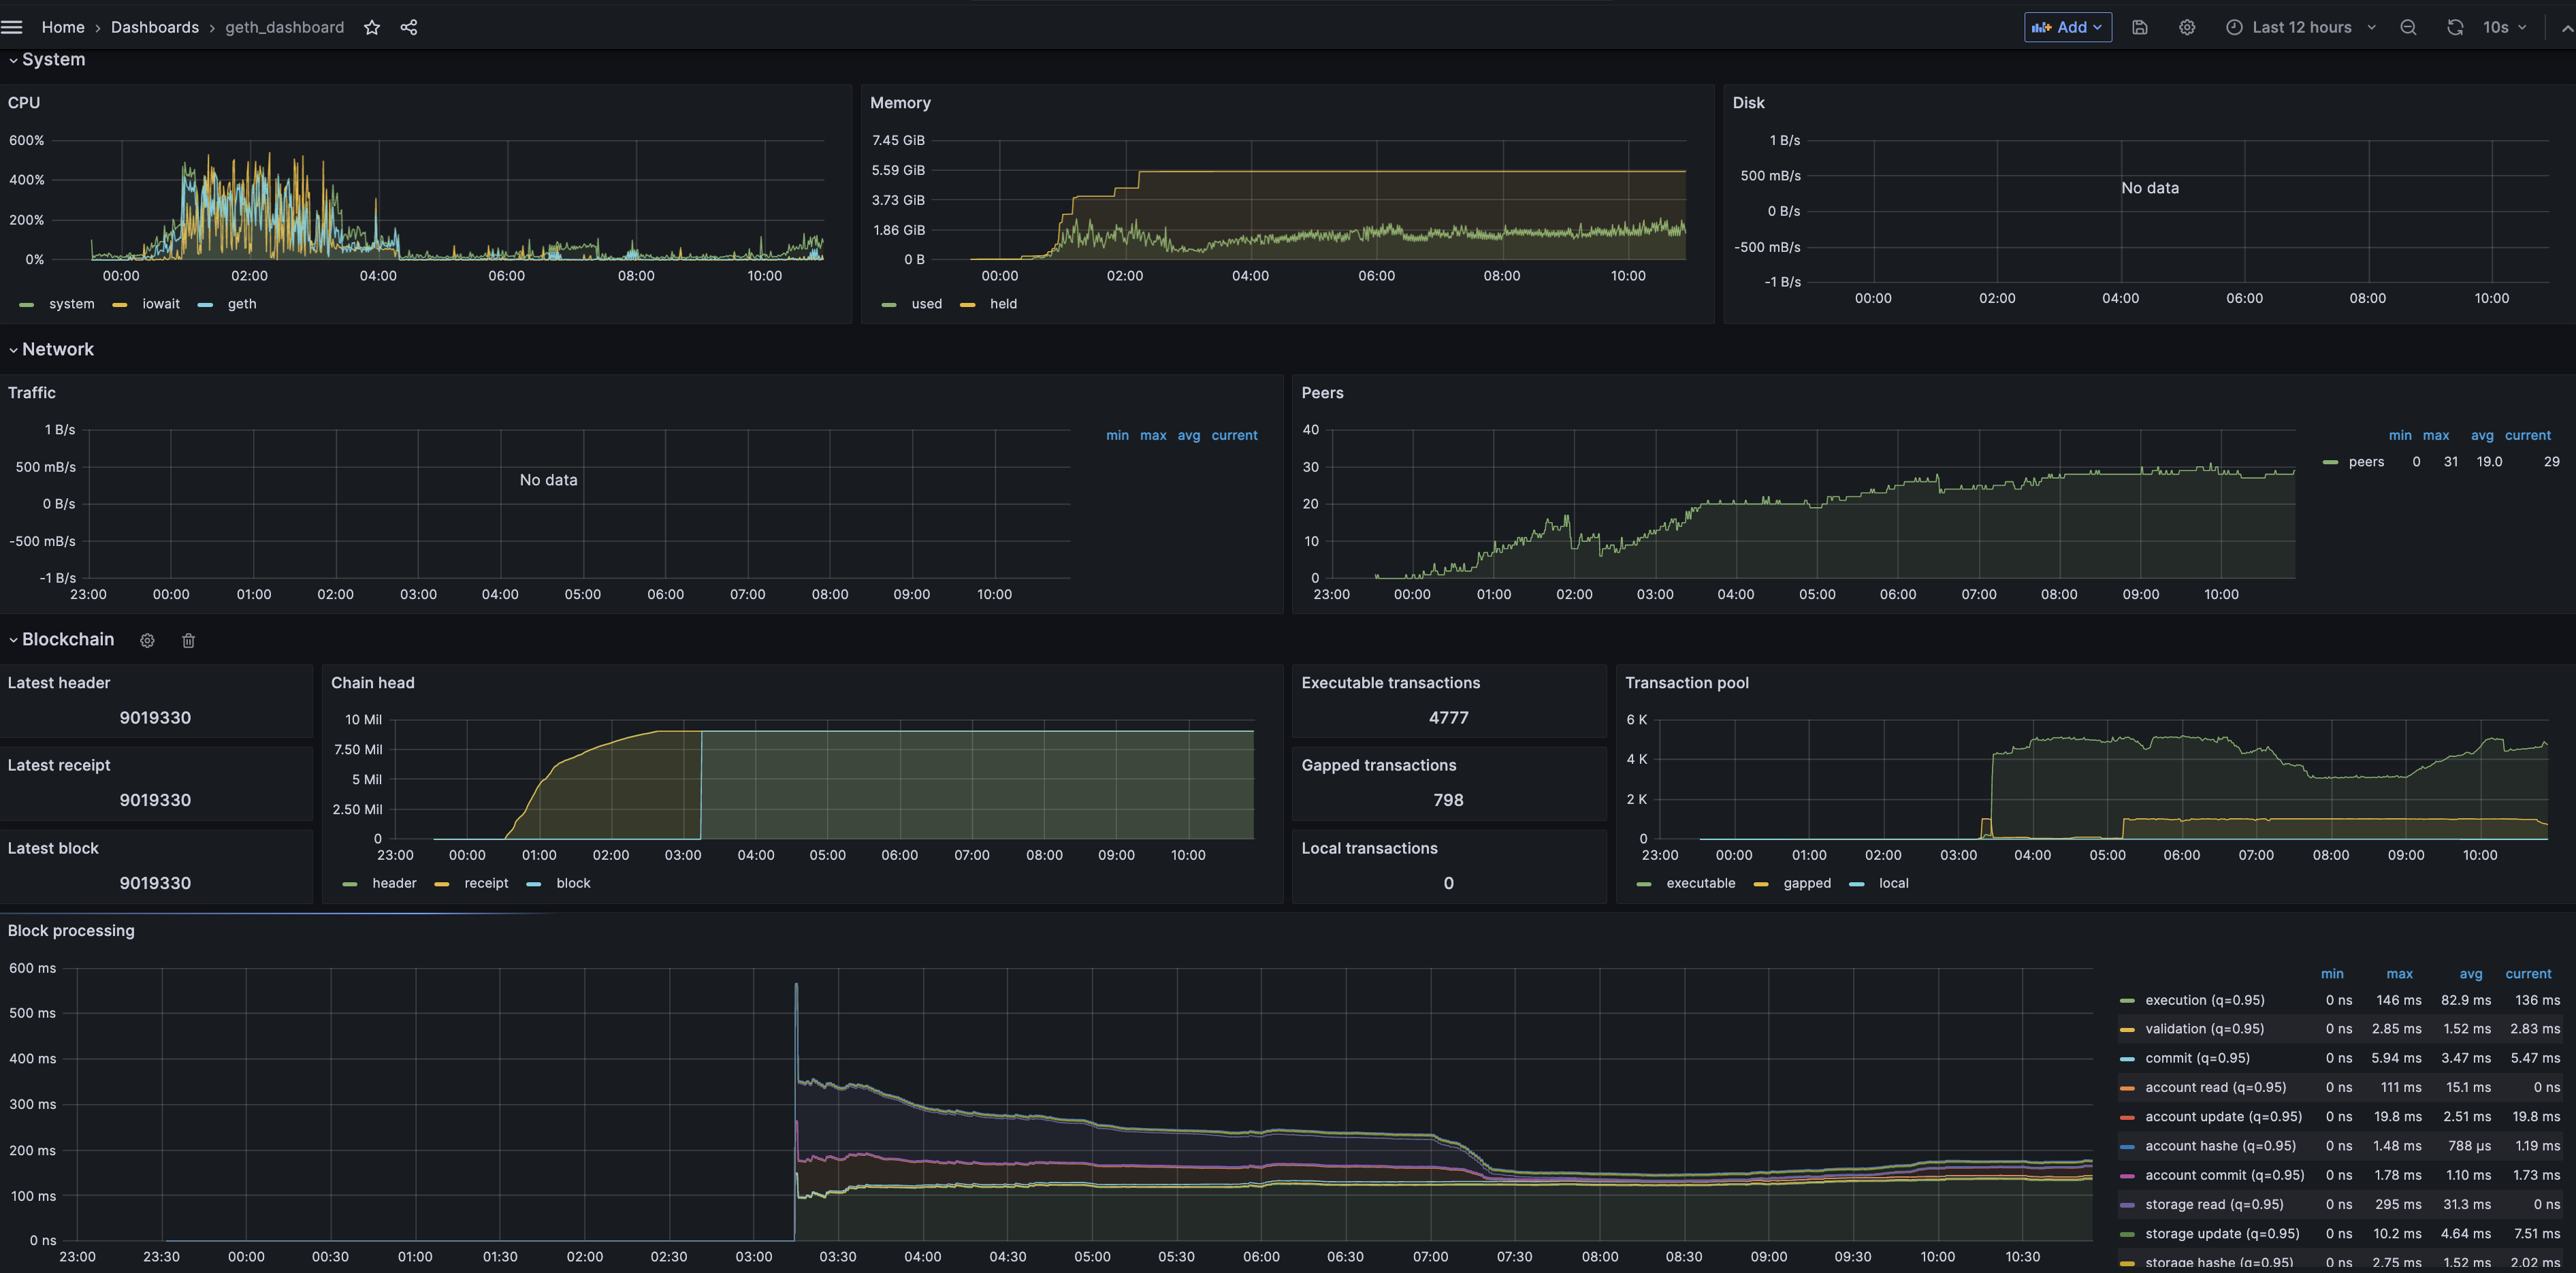 Home › Dashboards › geth_dashboard Add Last 12 hours 10s
System
CPU
600%
400%
200%
0%
00:00 02:00 04:00 06:00 08:00 10:00
system iowait geth
Memory
7.45 GiB
5.59 GiB
3.73 GiB
1.86 GiB
0 B
00:00 02:00 04:00 06:00 08:00 10:00
used held
Disk
1 B/s
500 mB/s
0 B/s
-500 mB/s
-1 B/s
No data
00:00 02:00 04:00 06:00 08:00 10:00
Network
Traffic
1 B/s
500 mB/s
0 B/s
-500 mB/s
-1 B/s
No data
23:00 00:00 01:00 02:00 03:00 04:00 05:00 06:00 07:00 08:00 09:00 10:00
min max avg current
Peers
40
30
20
10
0
23:00 00:00 01:00 02:00 03:00 04:00 05:00 06:00 07:00 08:00 09:00 10:00
min max avg current
peers 0 31 19.0 29
Blockchain
Latest header
9019330
Latest receipt
9019330
Latest block
9019330
Chain head
10 Mil
7.50 Mil
5 Mil
2.50 Mil
0
23:00 00:00 01:00 02:00 03:00 04:00 05:00 06:00 07:00 08:00 09:00 10:00
header receipt block
Executable transactions
4777
Gapped transactions
798
Local transactions
0
Transaction pool
6 K
4 K
2 K
0
23:00 00:00 01:00 02:00 03:00 04:00 05:00 06:00 07:00 08:00 09:00 10:00
executable gapped local
Block processing
600 ms
500 ms
400 ms
300 ms
200 ms
100 ms
0 ns
23:00 23:30 00:00 00:30 01:00 01:30 02:00 02:30 03:00 03:30 04:00 04:30 05:00 05:30 06:00 06:30 07:00 07:30 08:00 08:30 09:00 09:30 10:00 10:30
min max avg current
execution (q=0.95) 0 ns 146 ms 82.9 ms 136 ms
validation (q=0.95) 0 ns 2.85 ms 1.52 ms 2.83 ms
commit (q=0.95) 0 ns 5.94 ms 3.47 ms 5.47 ms
account read (q=0.95) 0 ns 111 ms 15.1 ms 0 ns
account update (q=0.95) 0 ns 19.8 ms 2.51 ms 19.8 ms
account hashe (q=0.95) 0 ns 1.48 ms 788 µs 1.19 ms
account commit (q=0.95) 0 ns 1.78 ms 1.10 ms 1.73 ms
storage read (q=0.95) 0 ns 295 ms 31.3 ms 0 ns
storage update (q=0.95) 0 ns 10.2 ms 4.64 ms 7.51 ms
storage hashe (q=0.95) 0 ns 2.75 ms 1.52 ms 2.02 ms